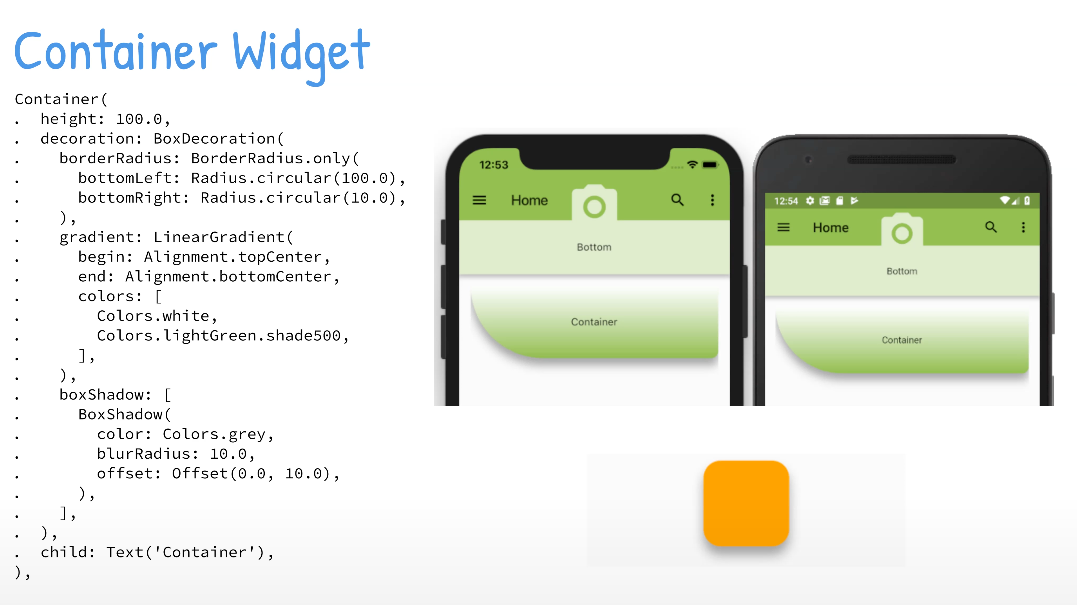 Container Widget
Container(
.  height: 100.0,
.  decoration: BoxDecoration(
.    borderRadius: BorderRadius.only(
.      bottomLeft: Radius.circular(100.0),
.      bottomRight: Radius.circular(10.0),
.    ),
.    gradient: LinearGradient(
.      begin: Alignment.topCenter,
.      end: Alignment.bottomCenter,
.      colors: [
.        Colors.white,
.        Colors.lightGreen.shade500,
.      ],
.    ),
.    boxShadow: [
.      BoxShadow(
.        color: Colors.grey,
.        blurRadius: 10.0,
.        offset: Offset(0.0, 10.0),
.      ),
.    ],
.  ),
.  child: Text('Container'),
),
12:53
Home
Bottom
Container
12:54
Home
Bottom
Container